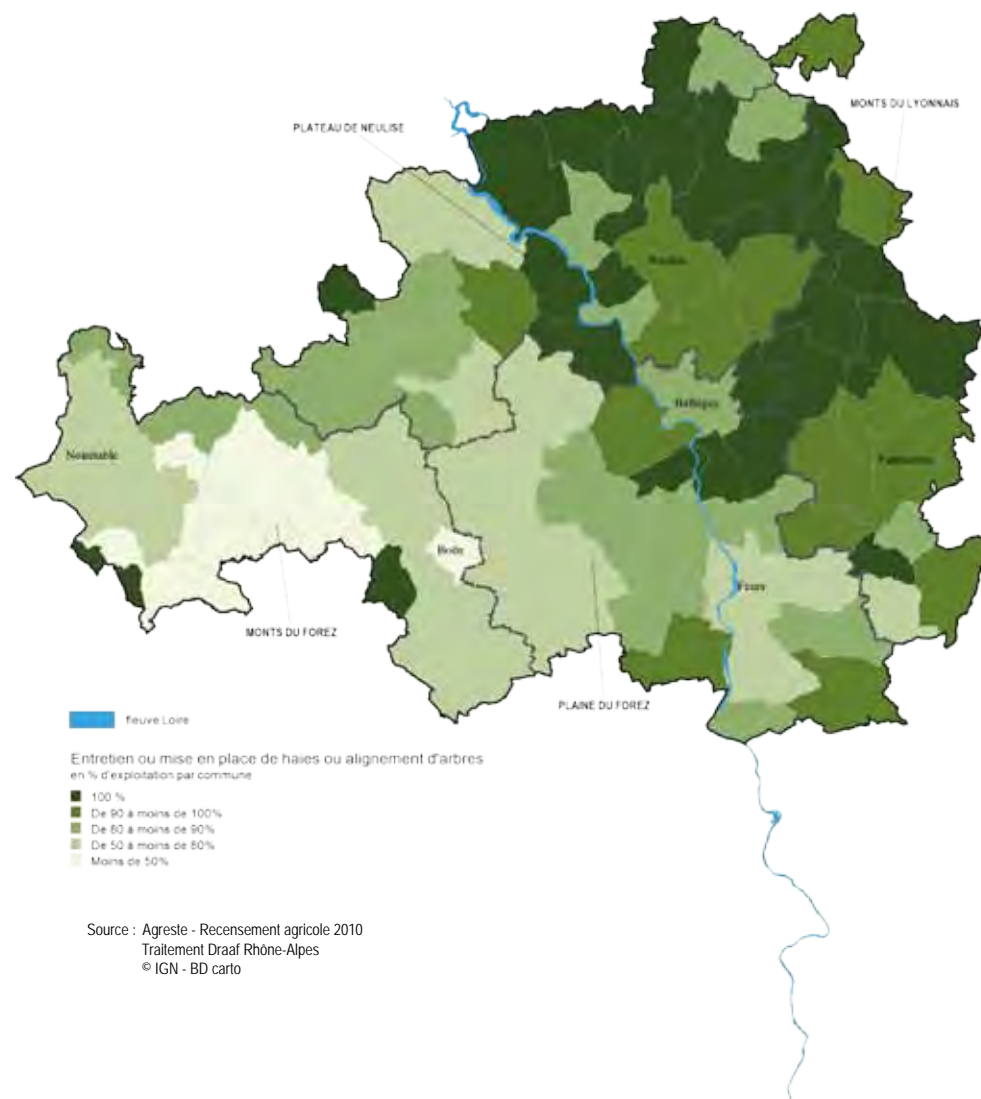 MONTS DU LYONNAIS
PLATEAU DE NEULISE
Balbigny
Noirétable
Panissières
Boën
Feurs
MONTS DU FOREZ
PLAINE DU FOREZ
fleuve Loire
Entretien ou mise en place de haies ou alignement d'arbres
en % d'exploitation par commune
100 %
De 90 à moins de 100%
De 80 à moins de 90%
De 50 à moins de 80%
Moins de 50%
Source : Agreste - Recensement agricole 2010
Traitement Draaf Rhône-Alpes
© IGN - BD carto